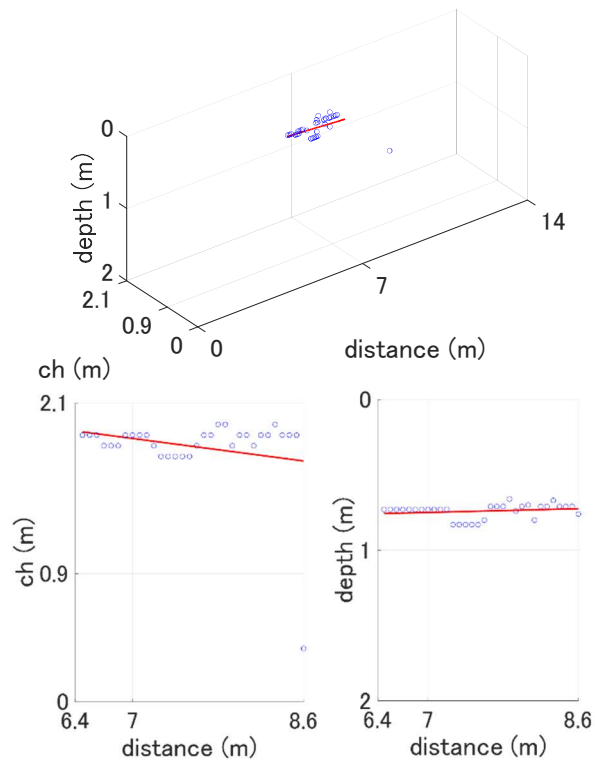 0
1
2
depth (m)
2.1
0.9
0
ch (m)
0
7
14
distance (m)
2.1
0.9
0
ch (m)
6.4 7 8.6
distance (m)
0
1
2
depth (m)
6.4 7 8.6
distance (m)